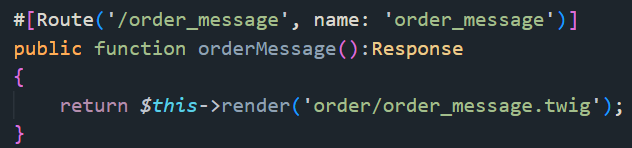 #[Route('/order_message', name: 'order_message')]
public function orderMessage():Response
{
    return $this->render('order/order_message.twig');
}